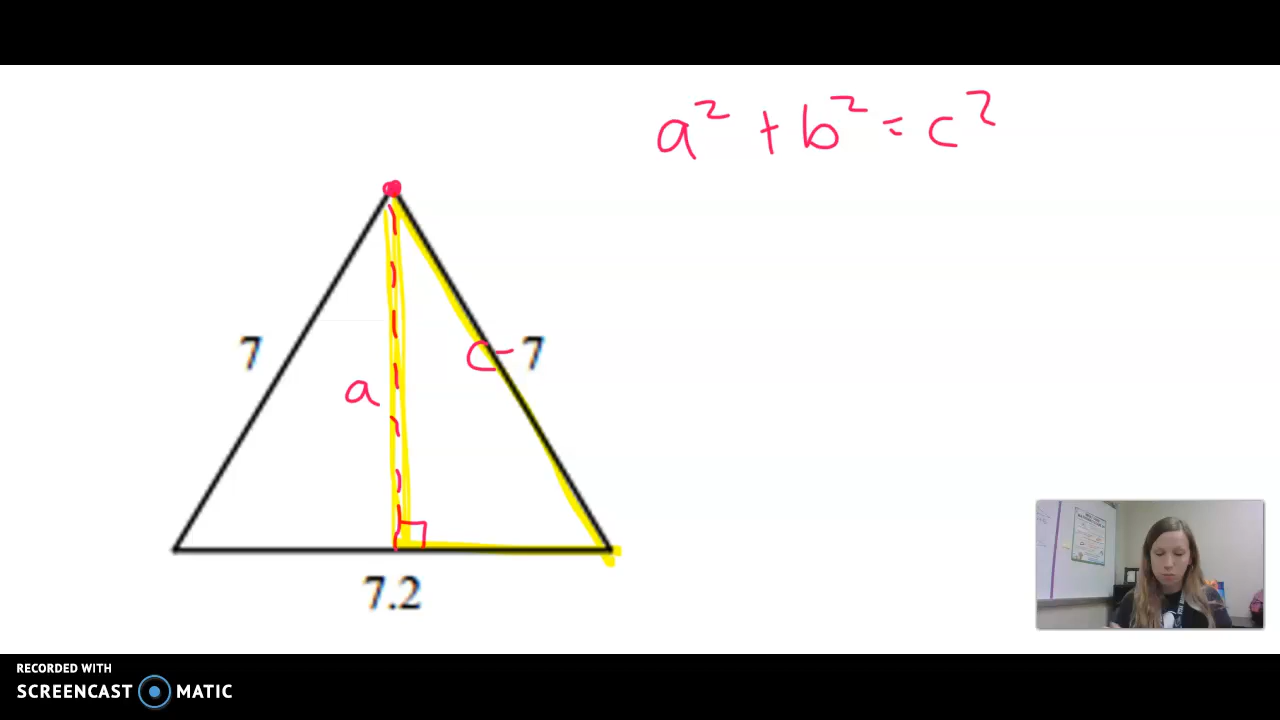 a² + b² = c²
7
c - 7
a
7.2
RECORDED WITH
SCREENCAST MATIC